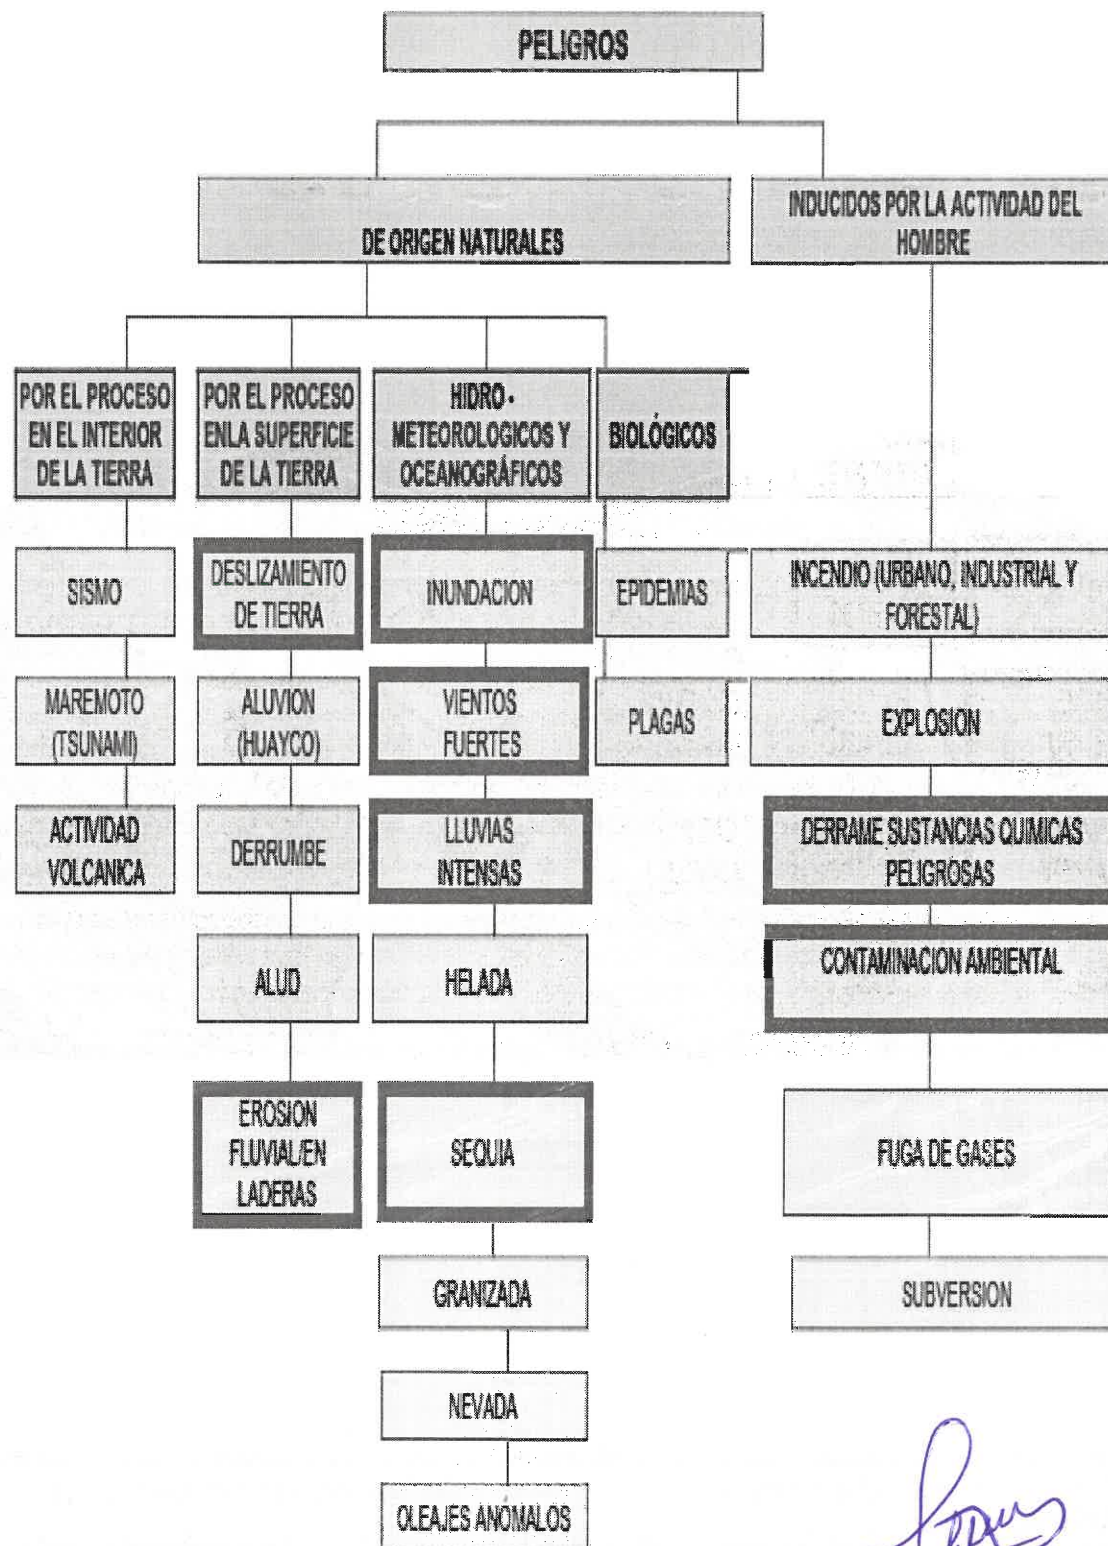 PELIGROS
DE ORIGEN NATURALES
INDUCIDOS POR LA ACTIVIDAD DEL
HOMBRE
POR EL PROCESO
EN EL INTERIOR
DE LA TIERRA
POR EL PROCESO
ENLA SUPERFICIE
DE LA TIERRA
HIDRO -
METEOROLOGICOS Y
OCEANOGRÁFICOS
BIOLÓGICOS
SISMO
MAREMOTO
(TSUNAMI)
ACTIVIDAD
VOLCANICA
DESLIZAMIENTO
DE TIERRA
ALUVION
(HUAYCO)
DERRUMBE
ALUD
EROSION
FLUVIAL/EN
LADERAS
INUNDACION
VIENTOS
FUERTES
LLUVIAS
INTENSAS
HELADA
SEQUIA
GRANIZADA
NEVADA
OLEAJES ANÓMALOS
EPIDEMIAS
PLAGAS
INCENDIO (URBANO, INDUSTRIAL Y
FORESTAL)
EXPLOSION
DERRAME SUSTANCIAS QUIMICAS
PELIGROSAS
CONTAMINACION AMBIENTAL
FUGA DE GASES
SUBVERSION